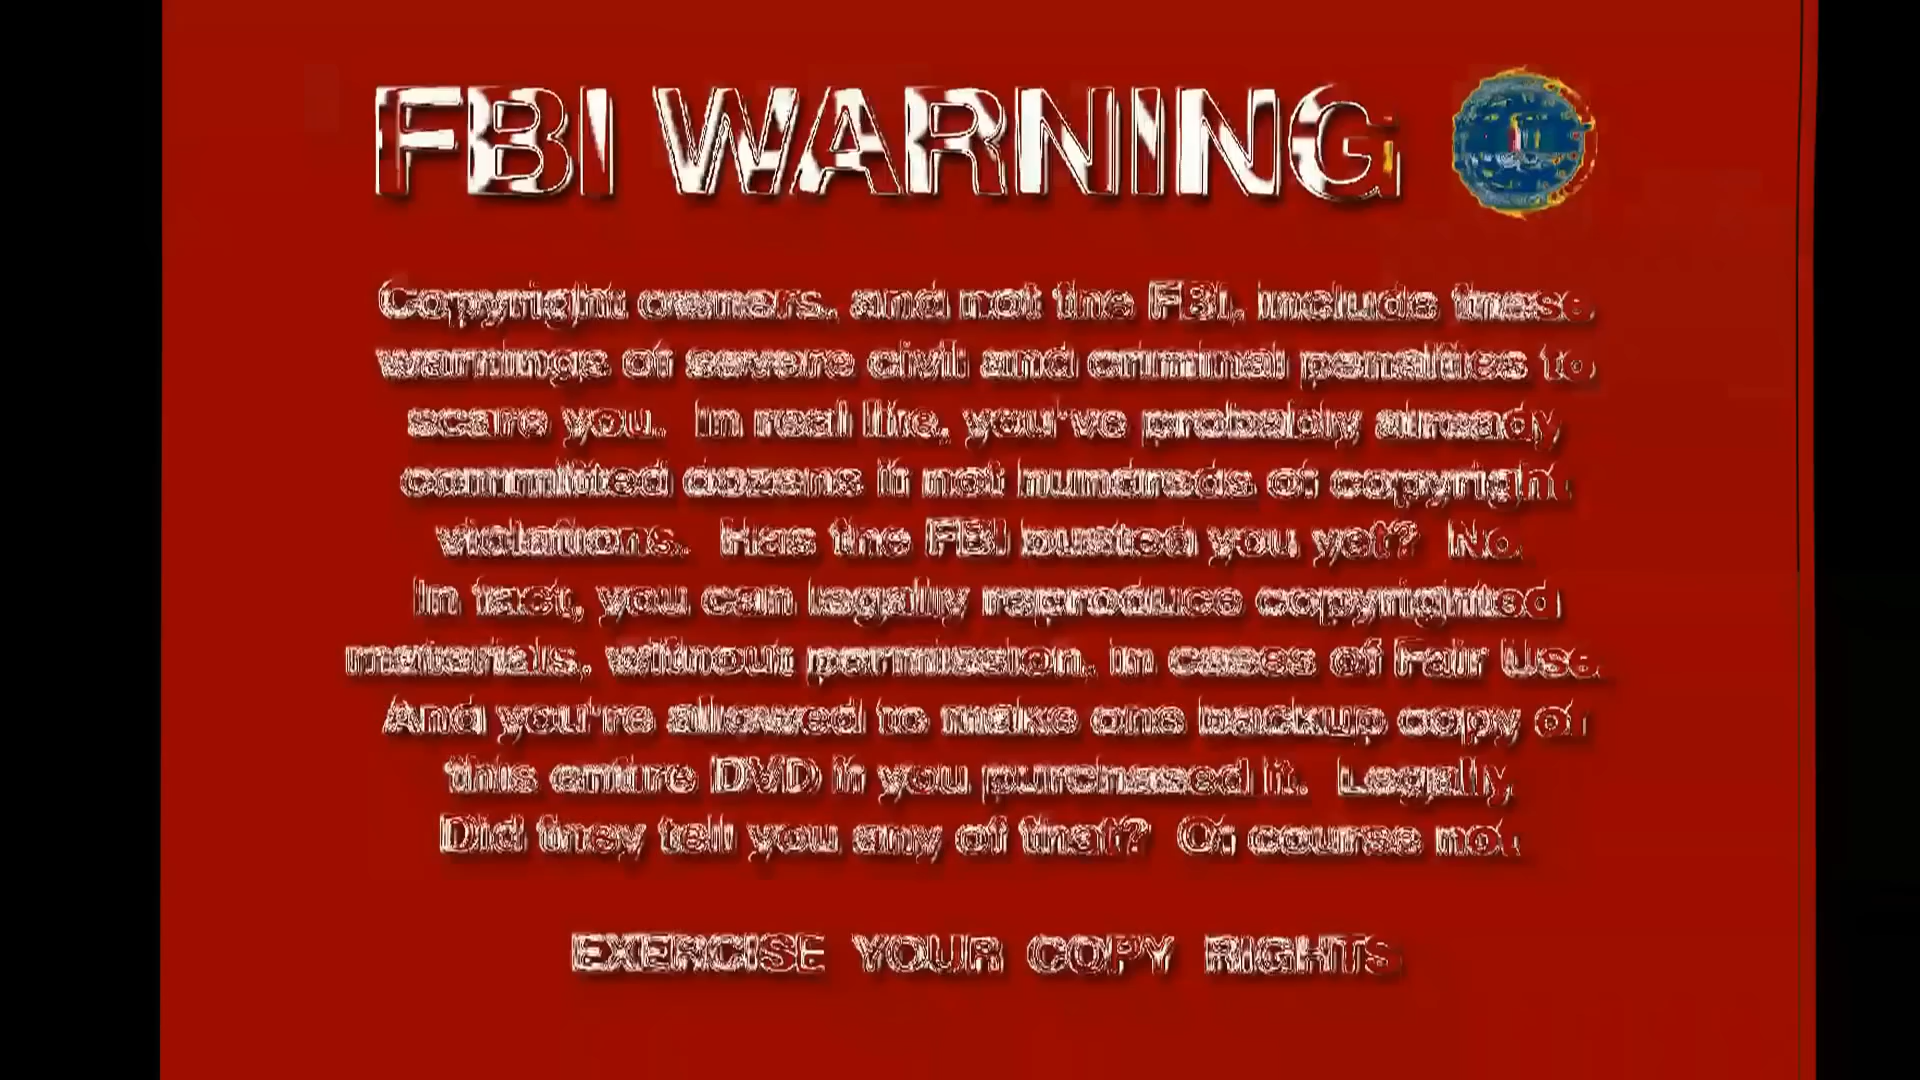 FBI WARNING
Copyright owners, and not the FBI, include these
warnings of severe civil and criminal penalties to
scare you. In real life, you've probably already
committed dozens if not hundreds of copyright
violations. Has the FBI busted you yet? No.
In fact, you can legally reproduce copyrighted
materials, without permission, in cases of Fair Use.
And you're allowed to make one backup copy of
this entire DVD if you purchased it. Legally.
Did they tell you any of that? Of course not.
EXERCISE YOUR COPY RIGHTS